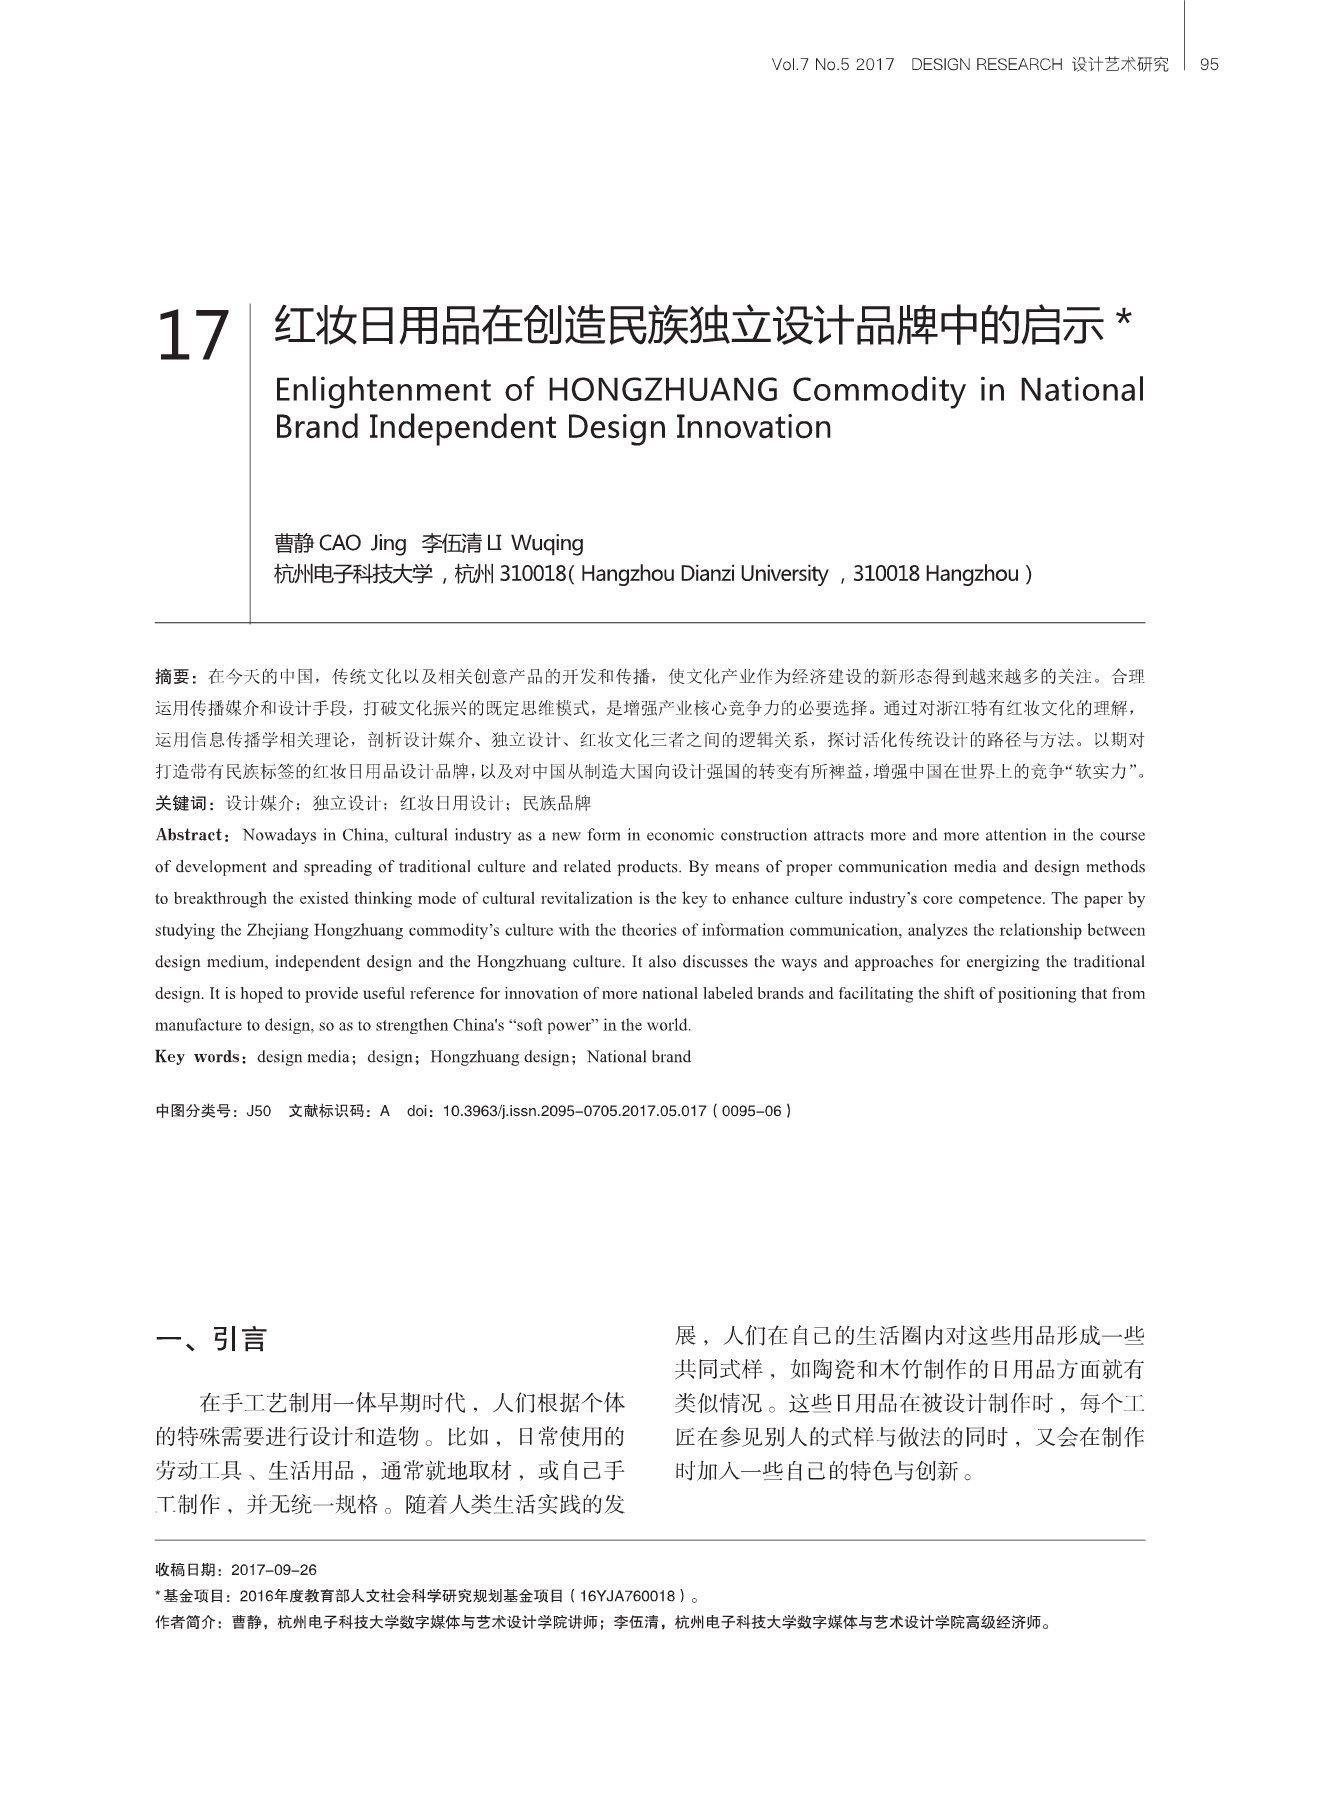 Vol.7 No.5 2017 DESIGN RESEARCH 设计艺术研究 95
17
红妆日用品在创造民族独立设计品牌中的启示*
Enlightenment of HONGZHUANG Commodity in National
Brand Independent Design Innovation
曹静 CAO Jing 李伍清 LI Wuqing
杭州电子科技大学，杭州 310018( Hangzhou Dianzi University ，310018 Hangzhou )
摘要：在今天的中国，传统文化以及相关创意产品的开发和传播，使文化产业作为经济建设的新形态得到越来越多的关注。合理
运用传播媒介和设计手段，打破文化振兴的既定思维模式，是增强产业核心竞争力的必要选择。通过对浙江特有红妆文化的理解，
运用信息传播学相关理论，剖析设计媒介、独立设计、红妆文化三者之间的逻辑关系，探讨活化传统设计的路径与方法。以期对
打造带有民族标签的红妆日用品设计品牌，以及对中国从制造大国向设计强国的转变有所裨益，增强中国在世界上的竞争“软实力”。
关键词：设计媒介；独立设计；红妆日用设计；民族品牌
Abstract： Nowadays in China, cultural industry as a new form in economic construction attracts more and more attention in the course
of development and spreading of traditional culture and related products. By means of proper communication media and design methods
to breakthrough the existed thinking mode of cultural revitalization is the key to enhance culture industry’s core competence. The paper by
studying the Zhejiang Hongzhuang commodity’s culture with the theories of information communication, analyzes the relationship between
design medium, independent design and the Hongzhuang culture. It also discusses the ways and approaches for energizing the traditional
design. It is hoped to provide useful reference for innovation of more national labeled brands and facilitating the shift of positioning that from
manufacture to design, so as to strengthen China's “soft power” in the world.
Key words：design media；design；Hongzhuang design；National brand
中图分类号：J50 文献标识码：A doi：10.3963/j.issn.2095-0705.2017.05.017（0095-06）
一、引言
在手工艺制用一体早期时代，人们根据个体
的特殊需要进行设计和造物。比如，日常使用的
劳动工具、生活用品，通常就地取材，或自己手
工制作，并无统一规格。随着人类生活实践的发
展，人们在自己的生活圈内对这些用品形成一些
共同式样，如陶瓷和木竹制作的日用品方面就有
类似情况。这些日用品在被设计制作时，每个工
匠在参见别人的式样与做法的同时，又会在制作
时加入一些自己的特色与创新。
收稿日期：2017-09-26
*基金项目：2016年度教育部人文社会科学研究规划基金项目（16YJA760018）。
作者简介：曹静，杭州电子科技大学数字媒体与艺术设计学院讲师；李伍清，杭州电子科技大学数字媒体与艺术设计学院高级经济师。